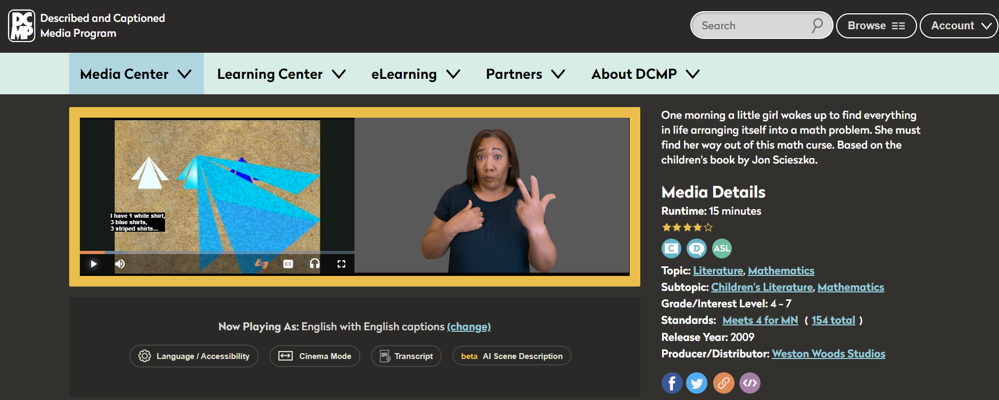 DC
MP
Described and Captioned
Media Program
Search
Browse
Account
Media Center
Learning Center
eLearning
Partners
About DCMP
I have 1 white shirt,
3 blue shirts,
3 striped shirts...
CC
Now Playing As: English with English captions (change)
Language / Accessibility
Cinema Mode
Transcript
beta AI Scene Description
One morning a little girl wakes up to find everything
in life arranging itself into a math problem. She must
find her way out of this math curse. Based on the
children's book by Jon Scieszka.
Media Details
Runtime: 15 minutes
C
D
ASL
Topic: Literature, Mathematics
Subtopic: Children's Literature, Mathematics
Grade/Interest Level: 4 - 7
Standards: Meets 4 for MN ( 154 total )
Release Year: 2009
Producer/Distributor: Weston Woods Studios